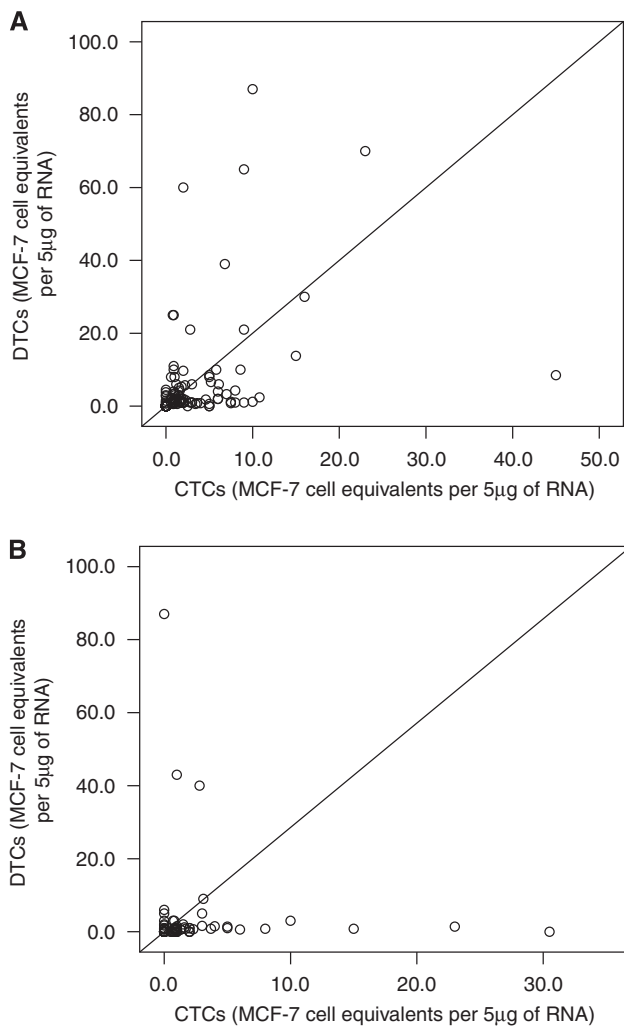 A
100.0
80.0
60.0
40.0
20.0
0.0
DTCs (MCF-7 cell equivalents
per 5μg of RNA)
0.0 10.0 20.0 30.0 40.0 50.0
CTCs (MCF-7 cell equivalents per 5μg of RNA)
B
100.0
80.0
60.0
40.0
20.0
0.0
DTCs (MCF-7 cell equivalents
per 5μg of RNA)
0.0 10.0 20.0 30.0
CTCs (MCF-7 cell equivalents per 5μg of RNA)